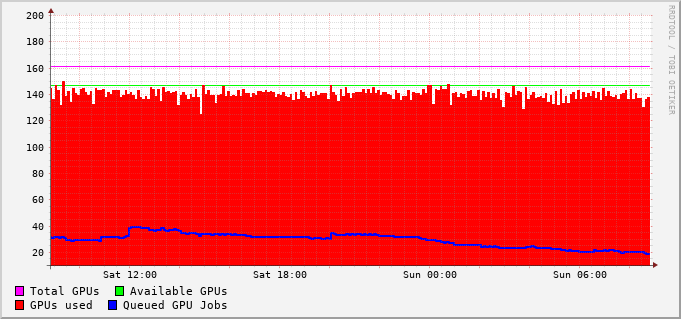 200
180
160
140
120
100
80
60
40
20
Sat 12:00 Sat 18:00 Sun 00:00 Sun 06:00
Total GPUs Available GPUs
GPUs used Queued GPU Jobs
RRDTOOL / TOBI OETIKER